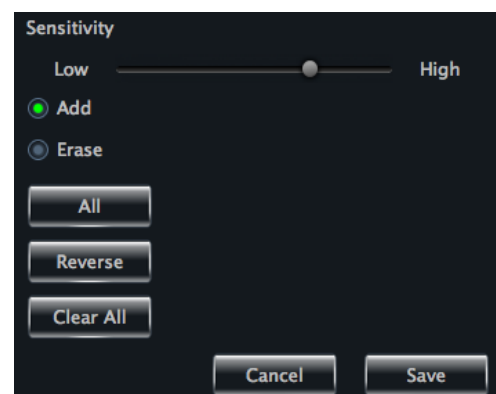 Sensitivity
Low High
Add
Erase
All
Reverse
Clear All
Cancel Save